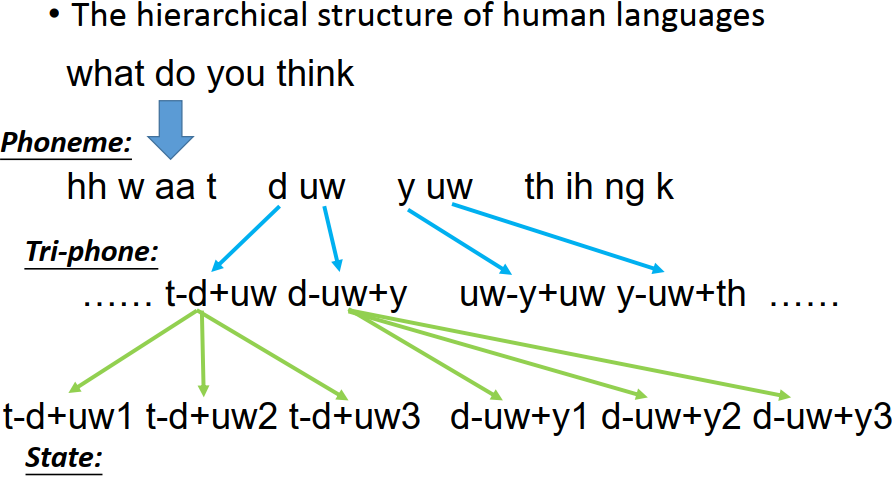 • The hierarchical structure of human languages
what do you think
Phoneme:
hh w aa t d uw y uw th ih ng k
Tri-phone:
...... t-d+uw d-uw+y uw-y+uw y-uw+th ......
t-d+uw1 t-d+uw2 t-d+uw3 d-uw+y1 d-uw+y2 d-uw+y3
State: